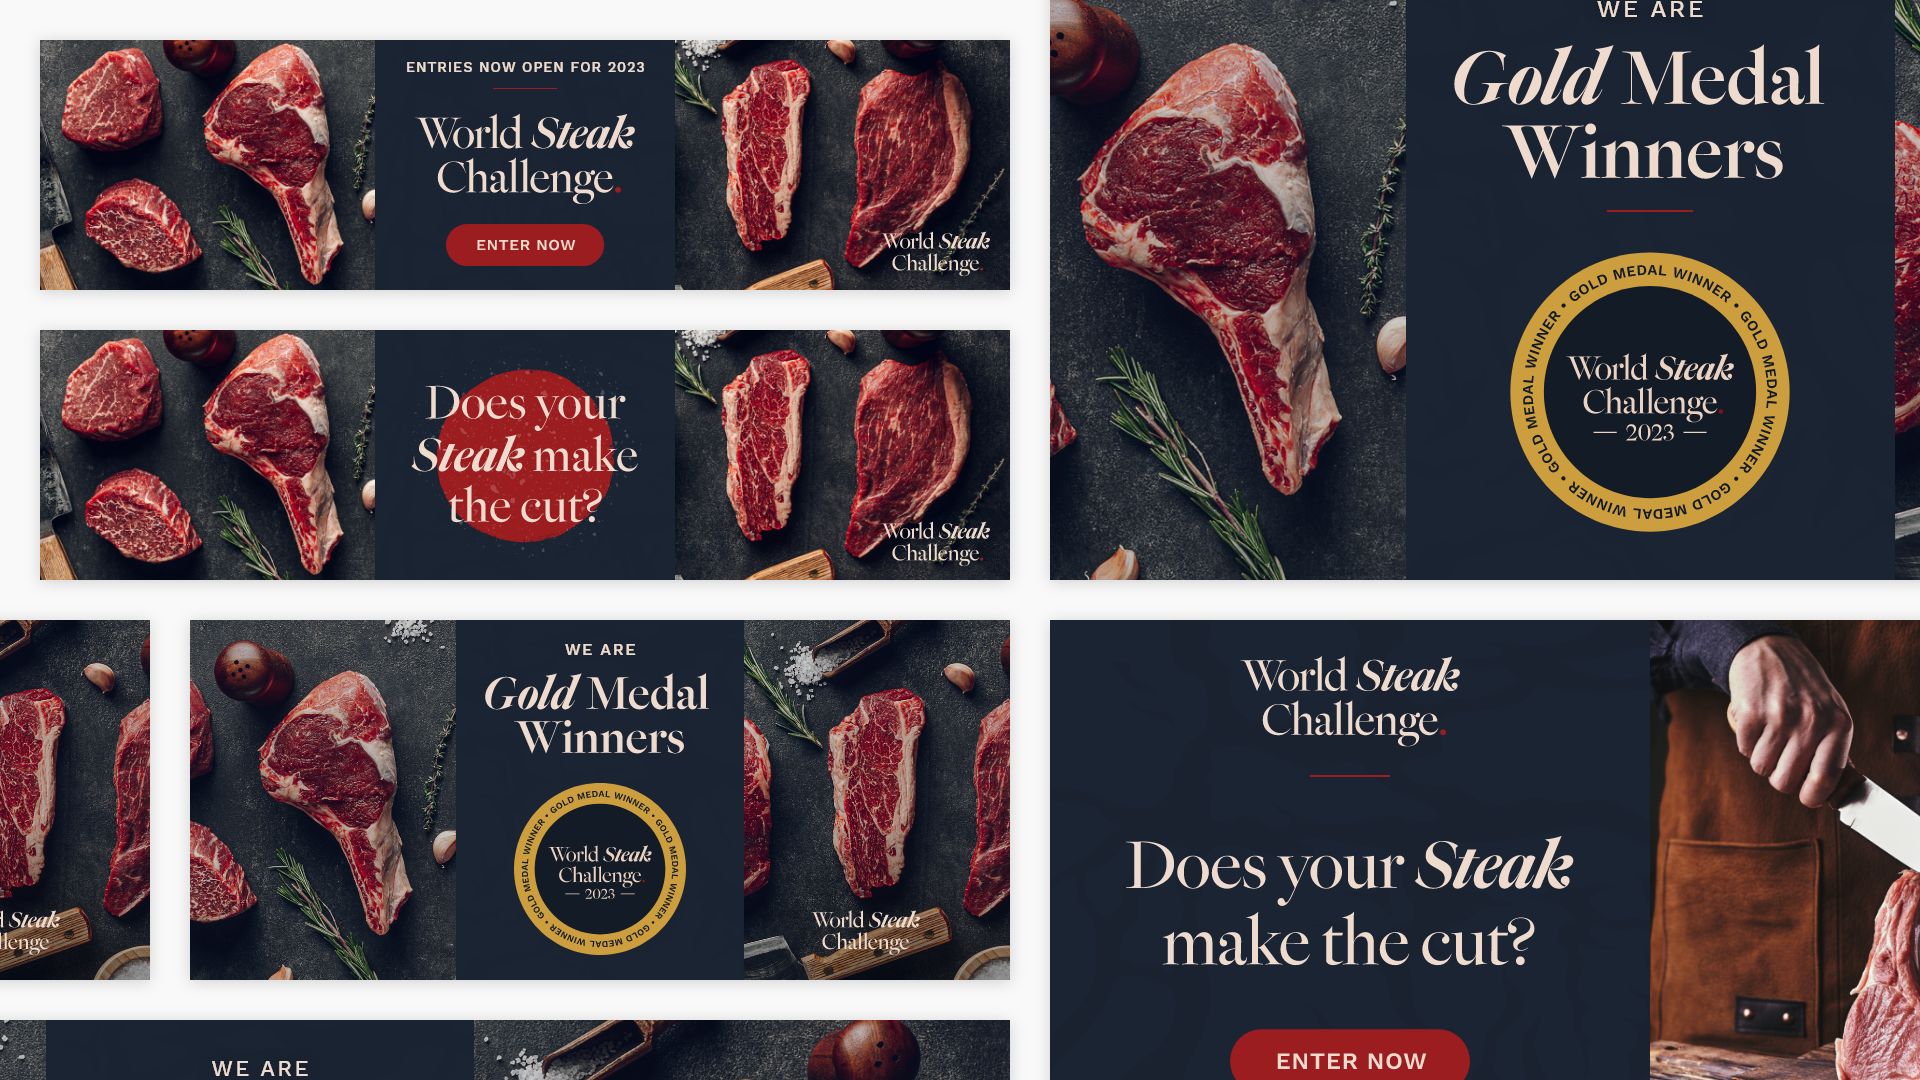 ENTRIES NOW OPEN FOR 2023
World Steak
Challenge.
ENTER NOW
World Steak
Challenge.
Does your
Steak make
the cut?
World Steak
Challenge.
WE ARE
Gold Medal
Winners
GOLD MEDAL WINNER • GOLD MEDAL WINNER • GOLD MEDAL WINNER • GOLD MEDAL WINNER •
World Steak
Challenge.
— 2023 —
d Steak
llenge
WE ARE
Gold Medal
Winners
GOLD MEDAL WINNER • GOLD MEDAL WINNER • GOLD MEDAL WINNER • GOLD MEDAL WINNER •
World Steak
Challenge.
— 2023 —
World Steak
Challenge
World Steak
Challenge.
Does your Steak
make the cut?
ENTER NOW
WE ARE